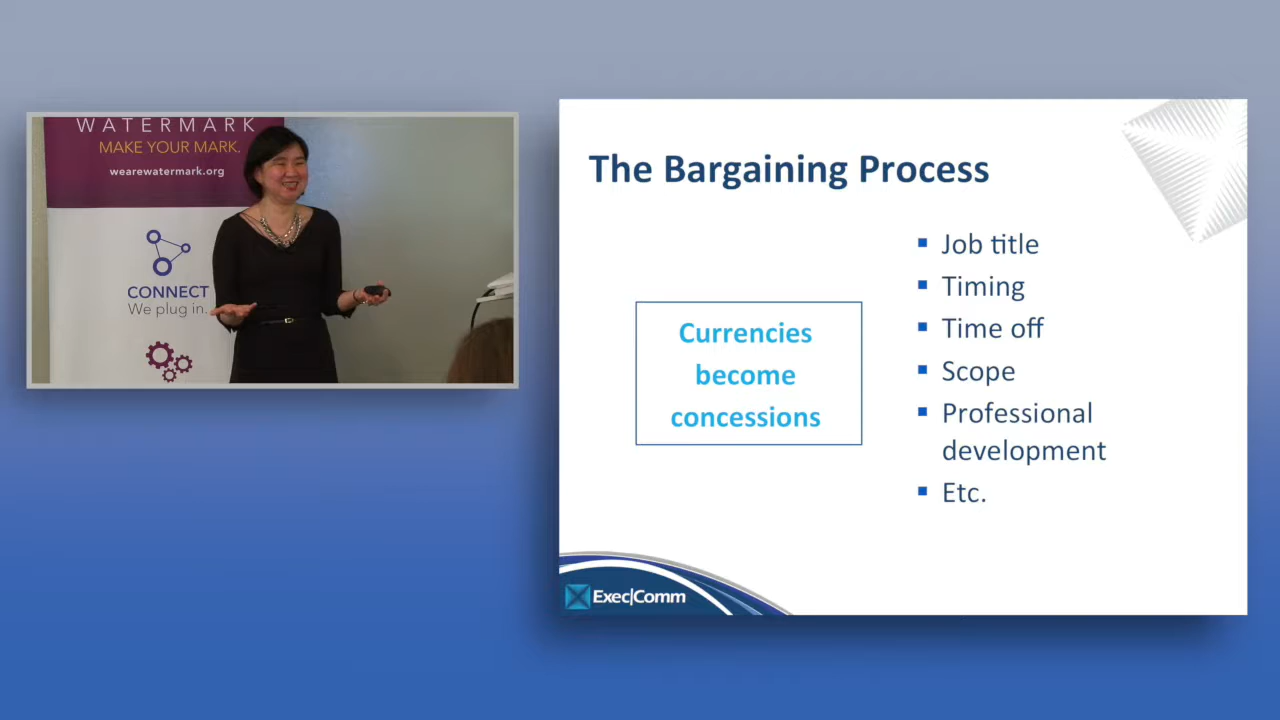 WATERMARK
MAKE YOUR MARK.
wearewatermark.org
CONNECT
We plug in.
The Bargaining Process
Currencies
become
concessions
▪ Job title
▪ Timing
▪ Time off
▪ Scope
▪ Professional
development
▪ Etc.
Exec|Comm